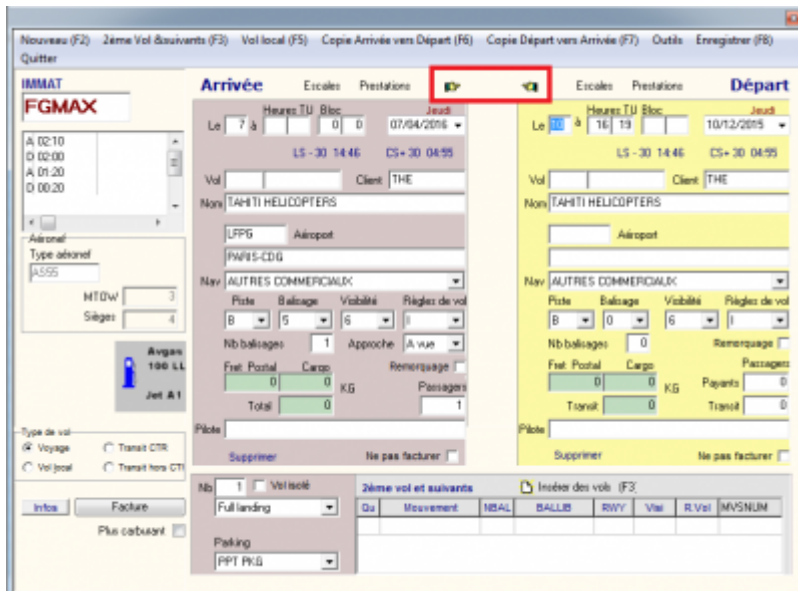 Nouveau (F2) 2ème Vol &suivants (F3) Vol local (F5) Copie Arrivée vers Départ (F6) Copie Départ vers Arrivée (F7) Outils Enregistrer (F8)
Quitter
IMMAT
FGMAX
A 02:10
D 02:00
A 01:20
D 00:20
Aéronef
Type aéronef
AS55
MTOW 3
Sièges 4
Avgas
100 LL
Jet A1
Type de vol
Voyage Transit CTR
Vol local Transit hors CT
Infos Facture
Plus carburant
Arrivée Escales Prestations
Heures TU Bloc Jeudi
Le 7 à 0 0 07/04/2016
LS - 30 14:46 CS+ 30 04:55
Vol Client THE
Nom TAHITI HELICOPTERS
LFPG Aéroport
PARIS-CDG
Nav AUTRES COMMERCIAUX
Piste Balisage Visibilité Règles de vol
B 5 6 I
Nb balisages 1 Approche A vue
Fret Postal Cargo Remorquage
0 0 KG Passagers
Total 0 1
Pilote
Supprimer Ne pas facturer
Escales Prestations Départ
Heures TU Bloc Jeudi
Le 10 à 16 19 10/12/2015
LS - 30 14:46 CS+ 30 04:55
Vol Client THE
Nom TAHITI HELICOPTERS
Aéroport
Nav AUTRES COMMERCIAUX
Piste Balisage Visibilité Règles de vol
B 0 6 I
Nb balisages 0 Remorquage
Fret Postal Cargo Passagers
0 0 KG Payants 0
Transit 0 Transit 0
Pilote
Supprimer Ne pas facturer
Nb 1 Vol isolé
Full landing
Parking
PPT PKG
2ème vol et suivants Insérer des vols (F3)
Qu Mouvement NBAL BALLIB RWY Visi R.Vol MVSNUM